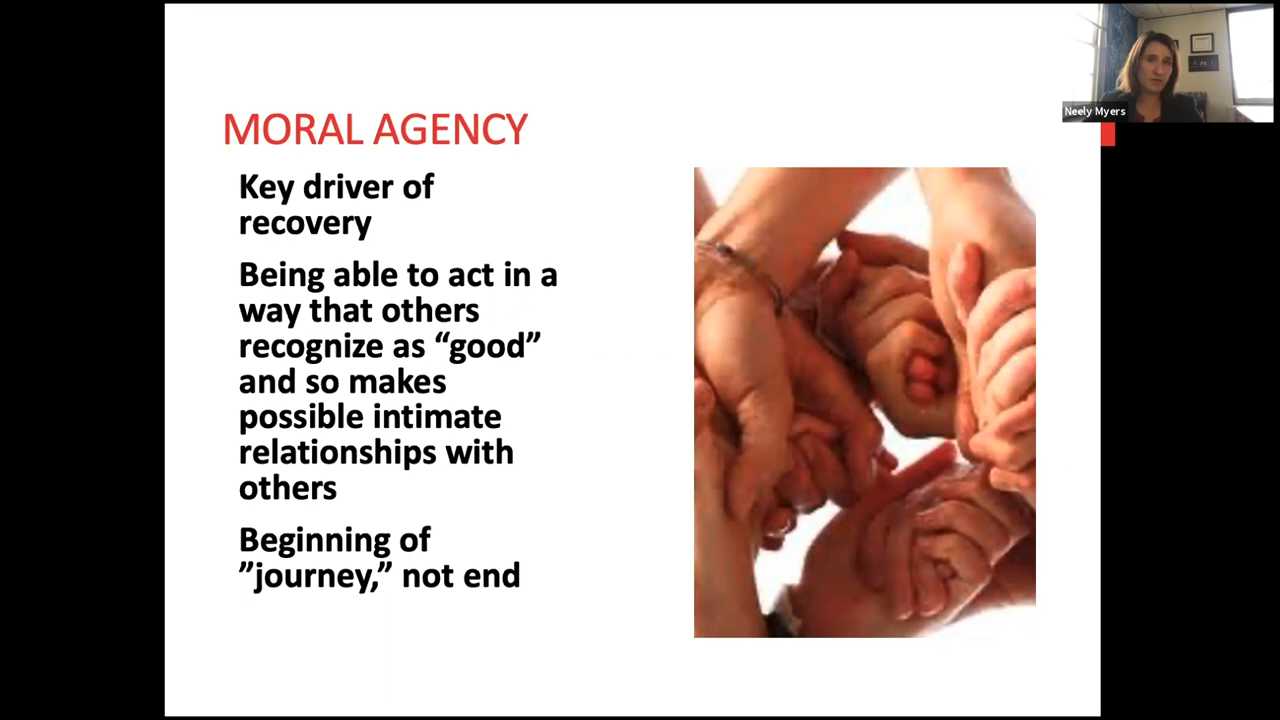 MORAL AGENCY
Key driver of
recovery
Being able to act in a
way that others
recognize as “good”
and so makes
possible intimate
relationships with
others
Beginning of
”journey,” not end
Neely Myers